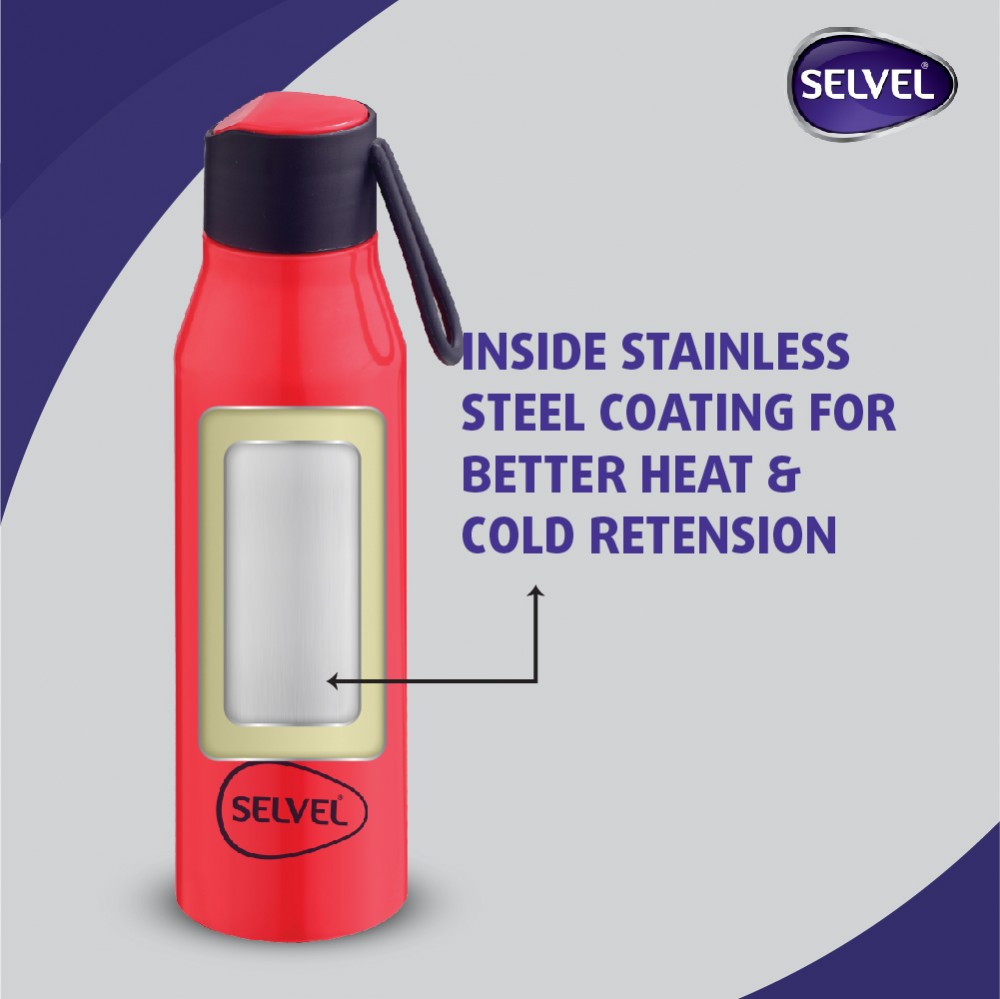 SELVEL®
INSIDE STAINLESS
STEEL COATING FOR
BETTER HEAT &
COLD RETENSION
SELVEL®